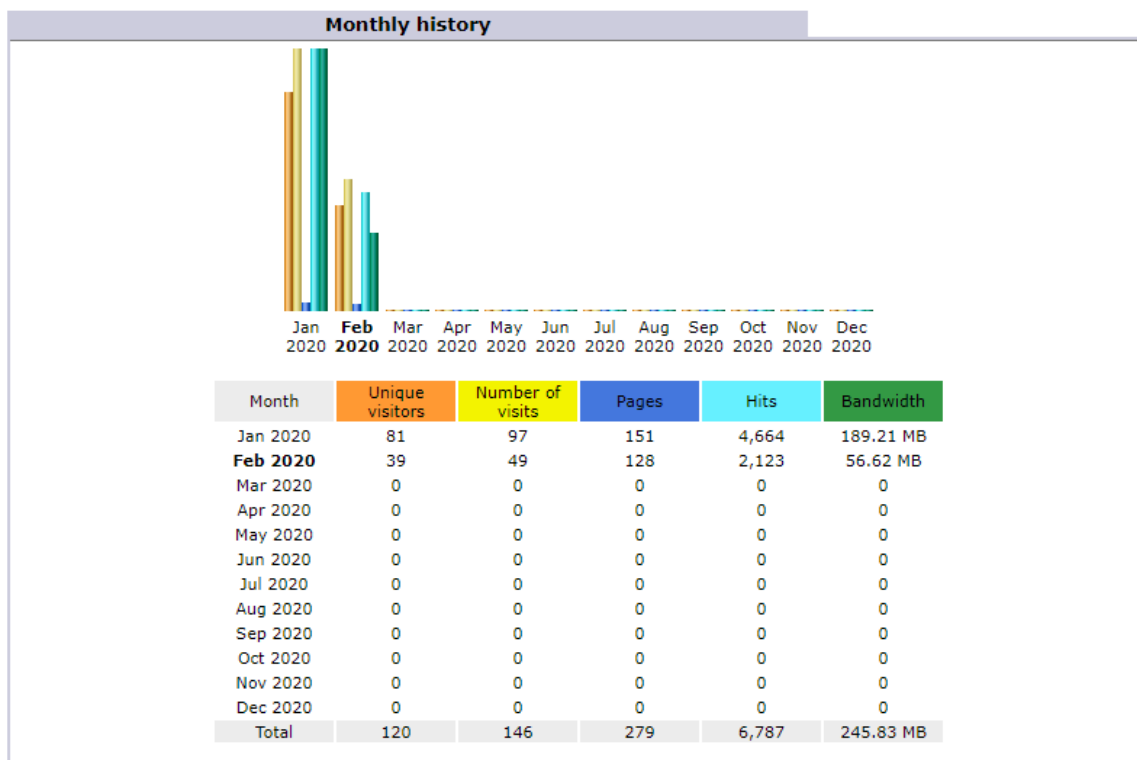 Monthly history
Jan Feb Mar Apr May Jun Jul Aug Sep Oct Nov Dec
2020 2020 2020 2020 2020 2020 2020 2020 2020 2020 2020 2020
Month Unique visitors Number of visits Pages Hits Bandwidth
Jan 2020 81 97 151 4,664 189.21 MB
Feb 2020 39 49 128 2,123 56.62 MB
Mar 2020 0 0 0 0 0
Apr 2020 0 0 0 0 0
May 2020 0 0 0 0 0
Jun 2020 0 0 0 0 0
Jul 2020 0 0 0 0 0
Aug 2020 0 0 0 0 0
Sep 2020 0 0 0 0 0
Oct 2020 0 0 0 0 0
Nov 2020 0 0 0 0 0
Dec 2020 0 0 0 0 0
Total 120 146 279 6,787 245.83 MB